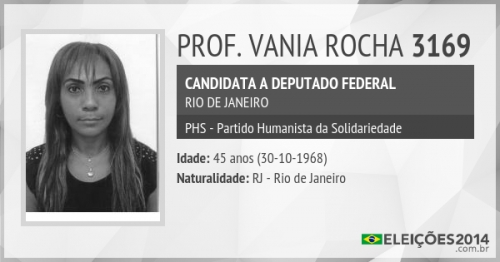 PROF. VANIA ROCHA 3169
CANDIDATA A DEPUTADO FEDERAL
RIO DE JANEIRO
PHS - Partido Humanista da Solidariedade
Idade: 45 anos (30-10-1968)
Naturalidade: RJ - Rio de Janeiro
ELEIÇÕES2014
.com.br